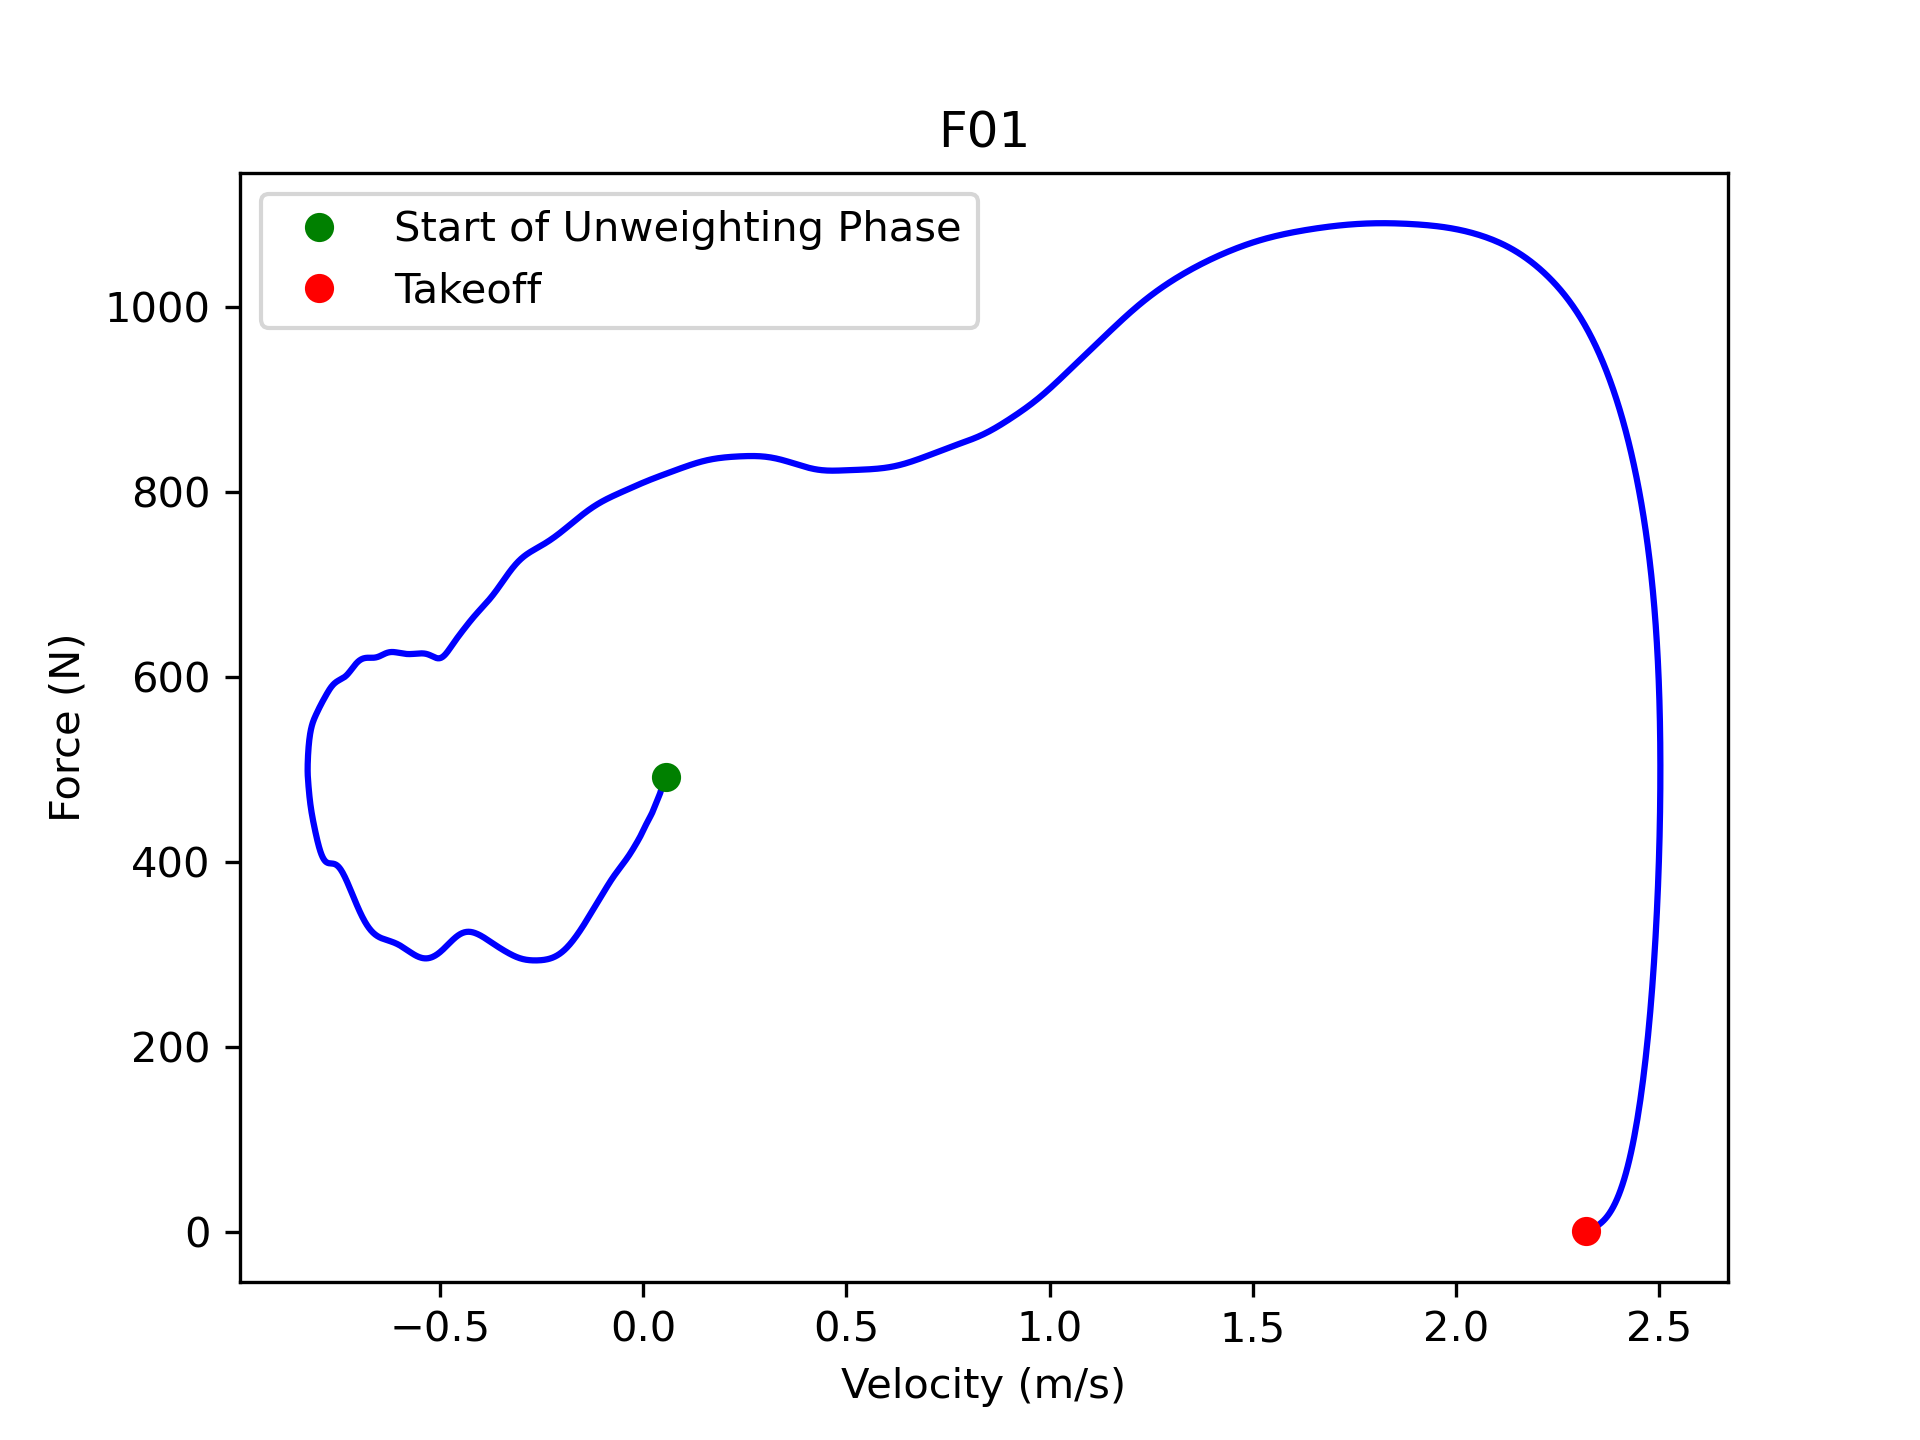 F01
Start of Unweighting Phase
Takeoff
Force (N)
1000
800
600
400
200
0
−0.5 0.0 0.5 1.0 1.5 2.0 2.5
Velocity (m/s)